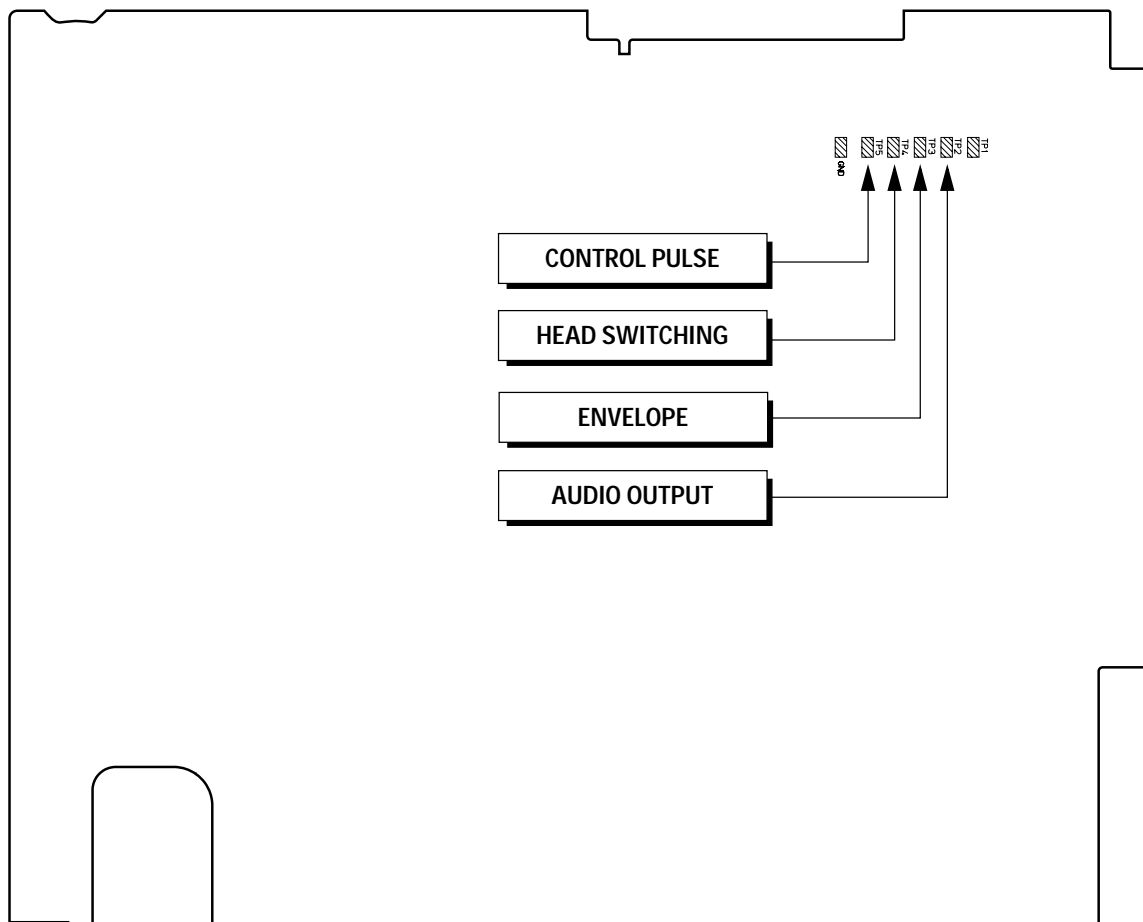 GND
TP5
TP4
TP3
TP2
TP1
CONTROL PULSE
HEAD SWITCHING
ENVELOPE
AUDIO OUTPUT